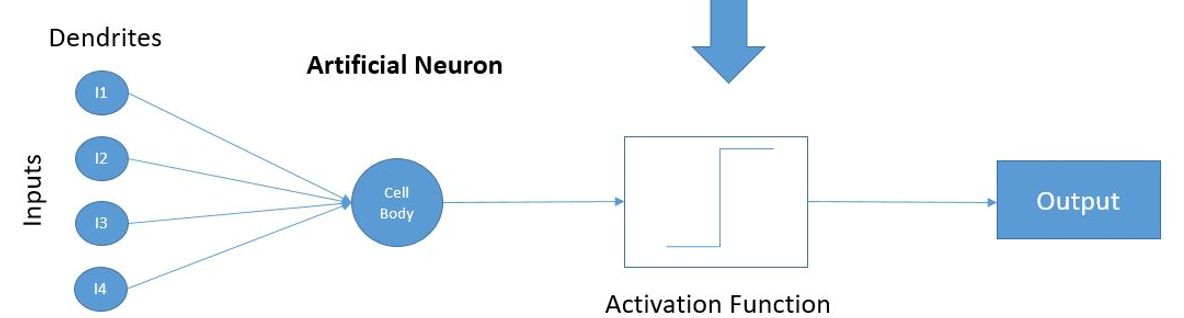 Dendrites
Artificial Neuron
Inputs
I1
I2
I3
I4
Cell
Body
Output
Activation Function